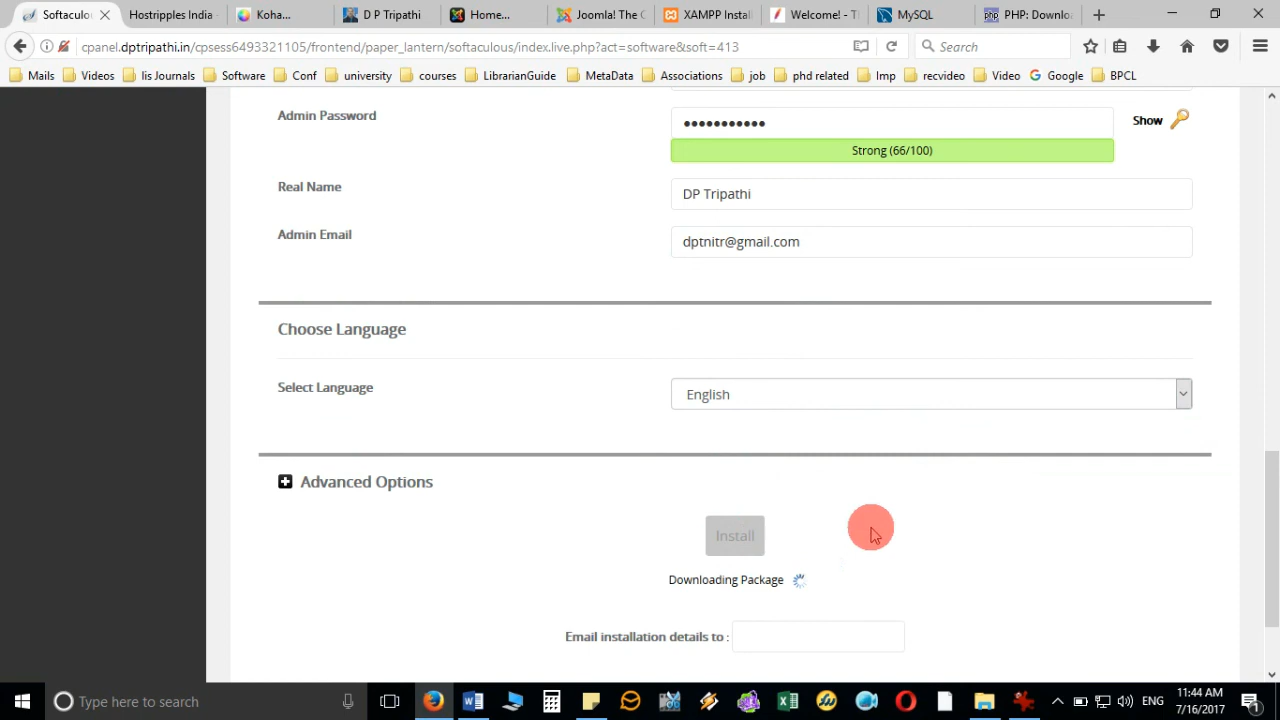 Softaculo
Hostripples India
Koha...
D P Tripathi
Home...
Joomla! The C
XAMPP Instal
Welcome! - T
MySQL
PHP: Downlo
cpanel.dptripathi.in/cpsess6493321105/frontend/paper_lantern/softaculous/index.live.php?act=software&soft=413
Search
Mails
Videos
lis Journals
Software
Conf
university
courses
LibrarianGuide
MetaData
Associations
job
phd related
Imp
recvideo
Video
Google
BPCL
Admin Password
●●●●●●●●●●●
Show
Strong (66/100)
Real Name
DP Tripathi
Admin Email
dptnitr@gmail.com
Choose Language
Select Language
English
Advanced Options
Install
Downloading Package
Email installation details to :
Type here to search
ENG
11:44 AM
7/16/2017